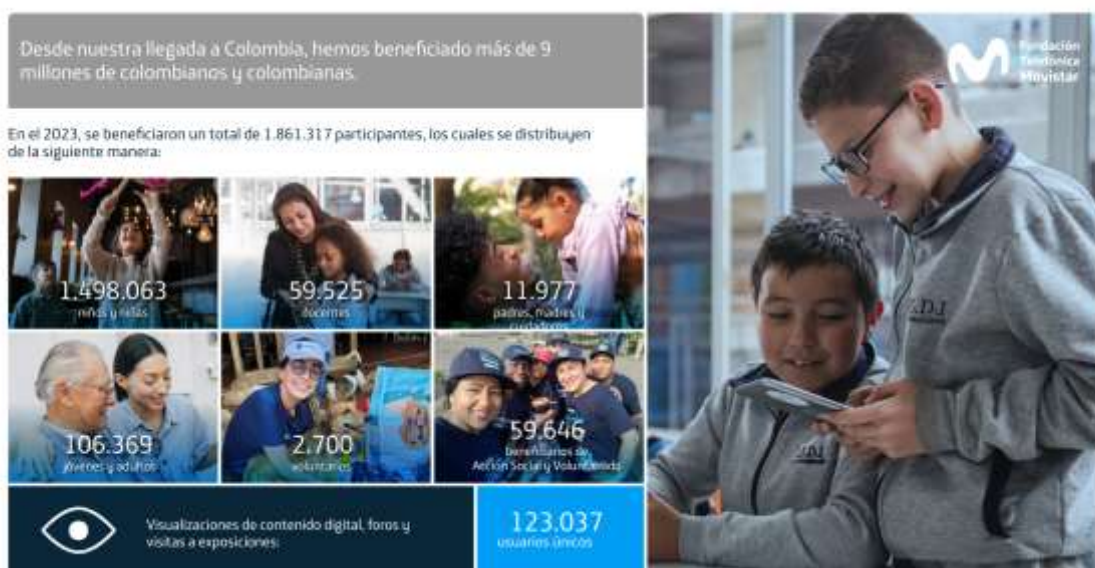 Desde nuestra llegada a Colombia, hemos beneficiado más de 9
millones de colombianos y colombianas.
Fundación
Telefónica
Movistar
En el 2023, se beneficiaron un total de 1.861.317 participantes, los cuales se distribuyen
de la siguiente manera:
1.498.063
niños y niñas
59.525
docentes
11.977
padres, madres y
cuidadores
106.369
jóvenes y adultos
2.700
voluntarios
59.646
beneficiarios de
Acción Social y Voluntariado
Visualizaciones de contenido digital, foros y
visitas a exposiciones:
123.037
usuarios únicos